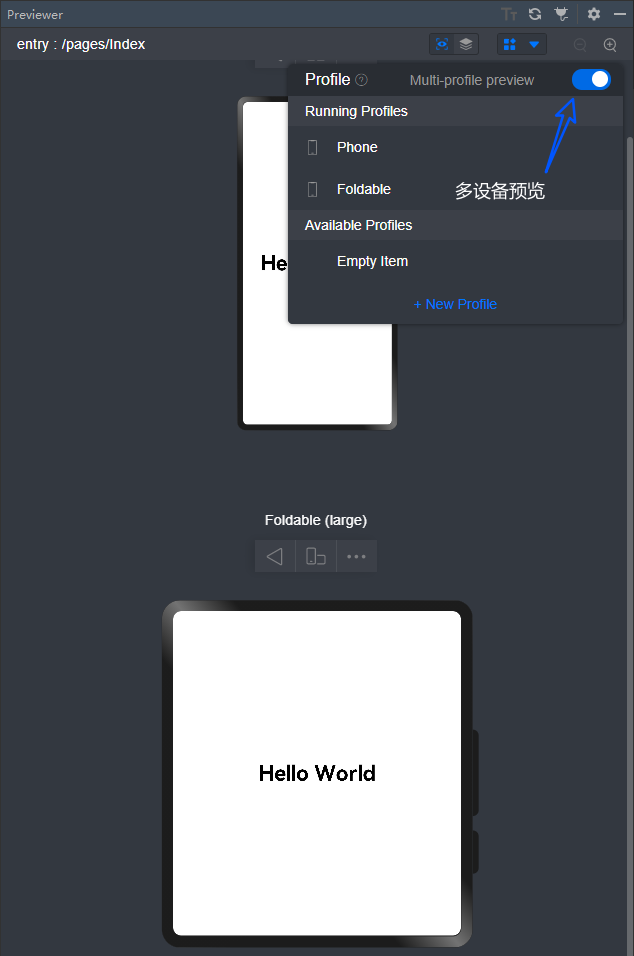 Previewer
entry : /pages/Index
Profile
Multi-profile preview
Running Profiles
Phone
Foldable
多设备预览
Available Profiles
Empty Item
+ New Profile
He
Foldable (large)
Hello World